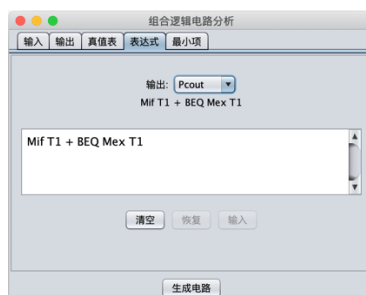 组合逻辑电路分析
输入 输出 真值表 表达式 最小项
输出: Pcout
Mif T1 + BEQ Mex T1
Mif T1 + BEQ Mex T1
清空 恢复 输入
生成电路